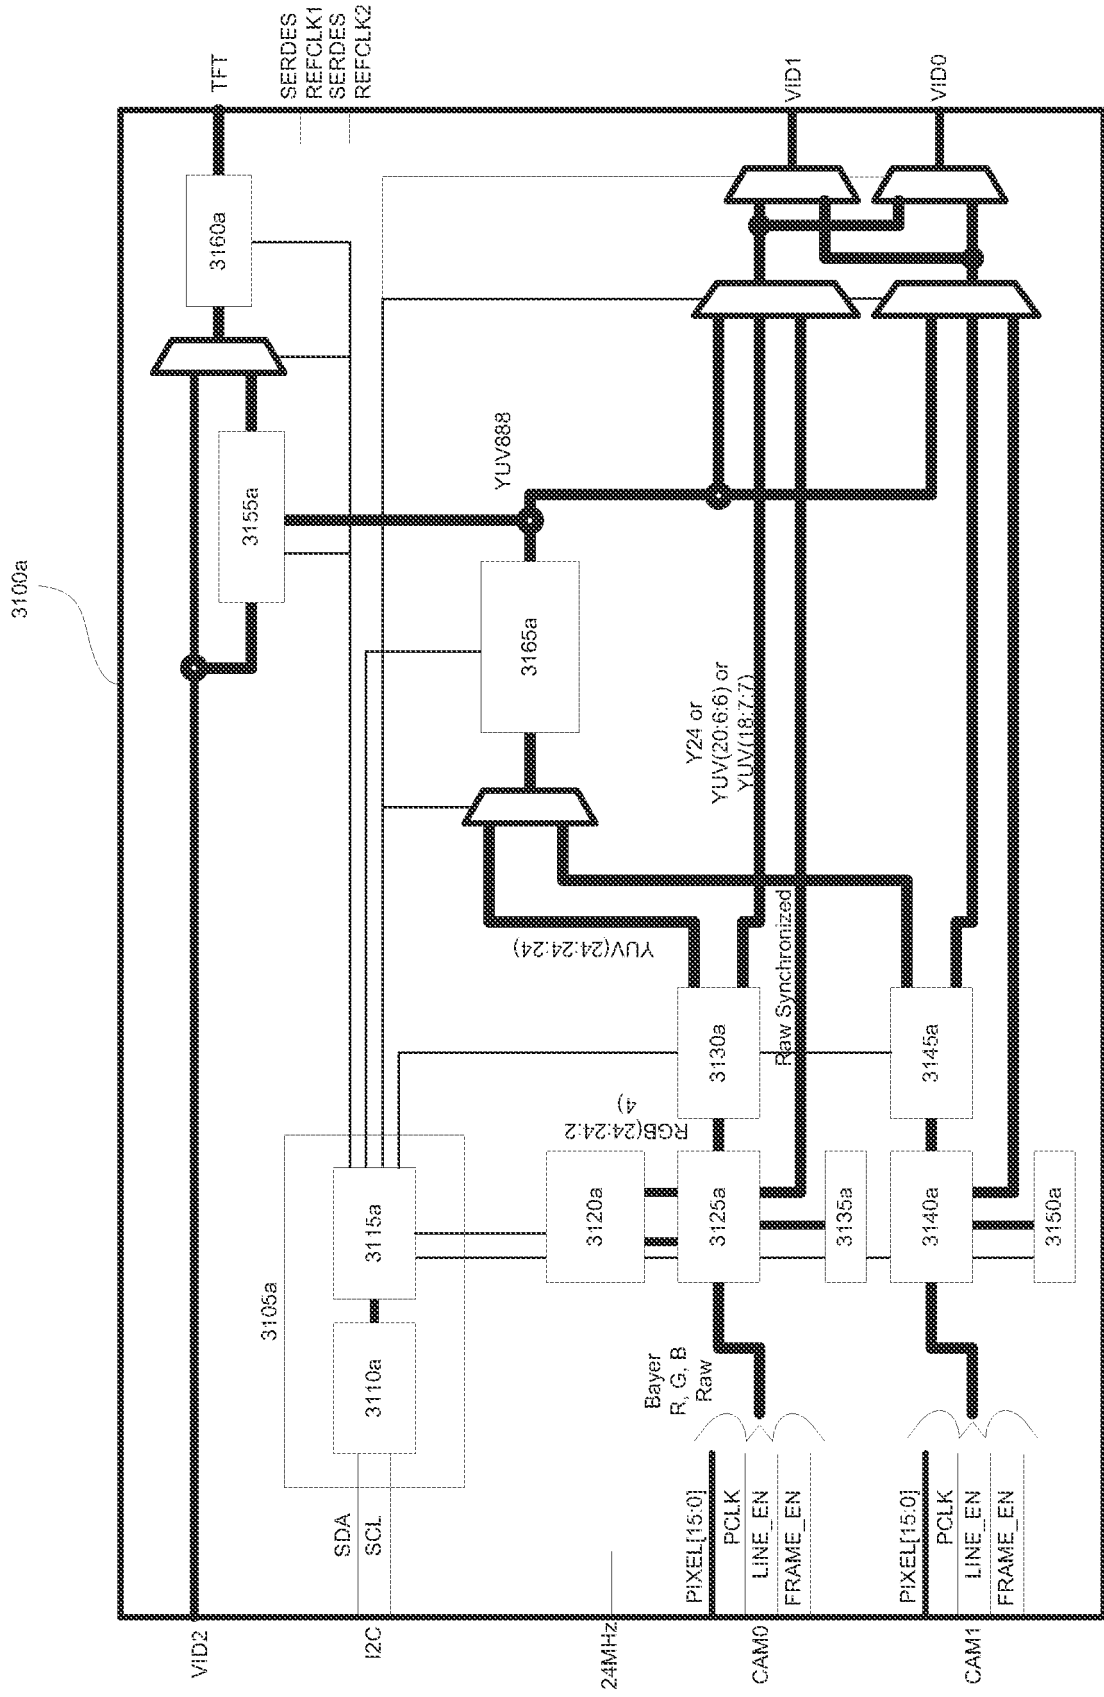 3100a
VID2
I2C
24MHz
CAM0
CAM1
SDA
SCL
PIXEL[15:0]
PCLK
LINE_EN
FRAME_EN
PIXEL[15:0]
PCLK
LINE_EN
FRAME_EN
3105a
3110a
3115a
Bayer
R, G, B
Raw
3120a
3125a
3135a
3140a
3150a
RGB(24:24:2
4)
3130a
3145a
Raw Synchronized
YUV(24:24:24)
Y24 or
YUV(20:6:6) or
YUV(18:7:7)
3165a
YUV888
3155a
3160a
TFT
SERDES
REFCLK1
SERDES
REFCLK2
VID1
VID0